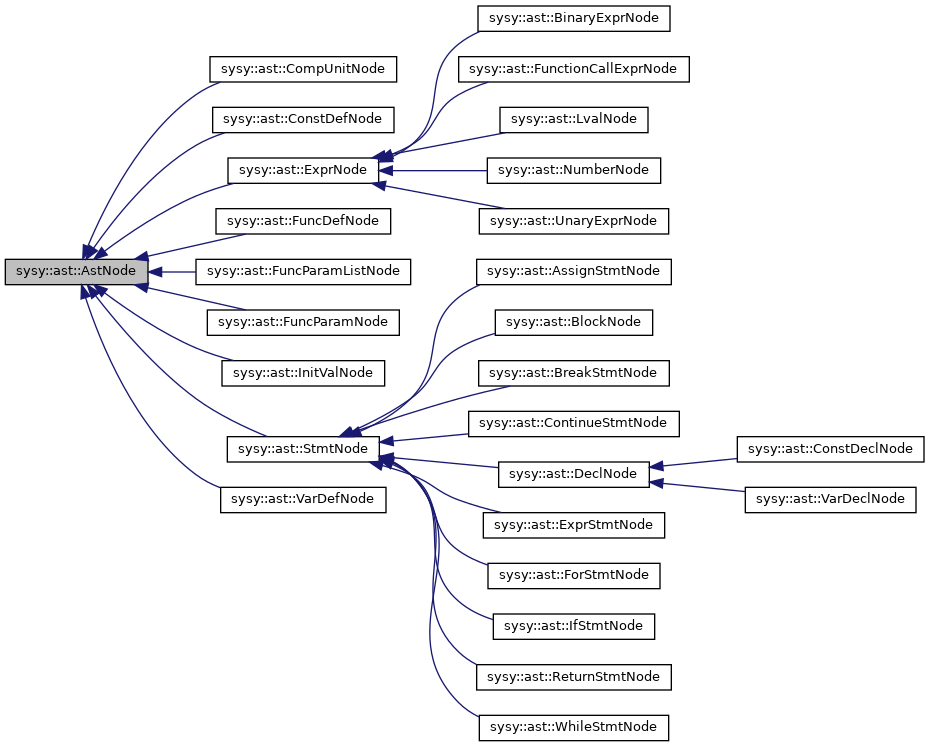 sysy::ast::BinaryExprNode
sysy::ast::CompUnitNode
sysy::ast::FunctionCallExprNode
sysy::ast::ConstDefNode
sysy::ast::LvalNode
sysy::ast::ExprNode
sysy::ast::NumberNode
sysy::ast::FuncDefNode
sysy::ast::UnaryExprNode
sysy::ast::AstNode
sysy::ast::FuncParamListNode
sysy::ast::AssignStmtNode
sysy::ast::FuncParamNode
sysy::ast::BlockNode
sysy::ast::InitValNode
sysy::ast::BreakStmtNode
sysy::ast::ContinueStmtNode
sysy::ast::StmtNode
sysy::ast::ConstDeclNode
sysy::ast::DeclNode
sysy::ast::VarDefNode
sysy::ast::VarDeclNode
sysy::ast::ExprStmtNode
sysy::ast::ForStmtNode
sysy::ast::IfStmtNode
sysy::ast::ReturnStmtNode
sysy::ast::WhileStmtNode